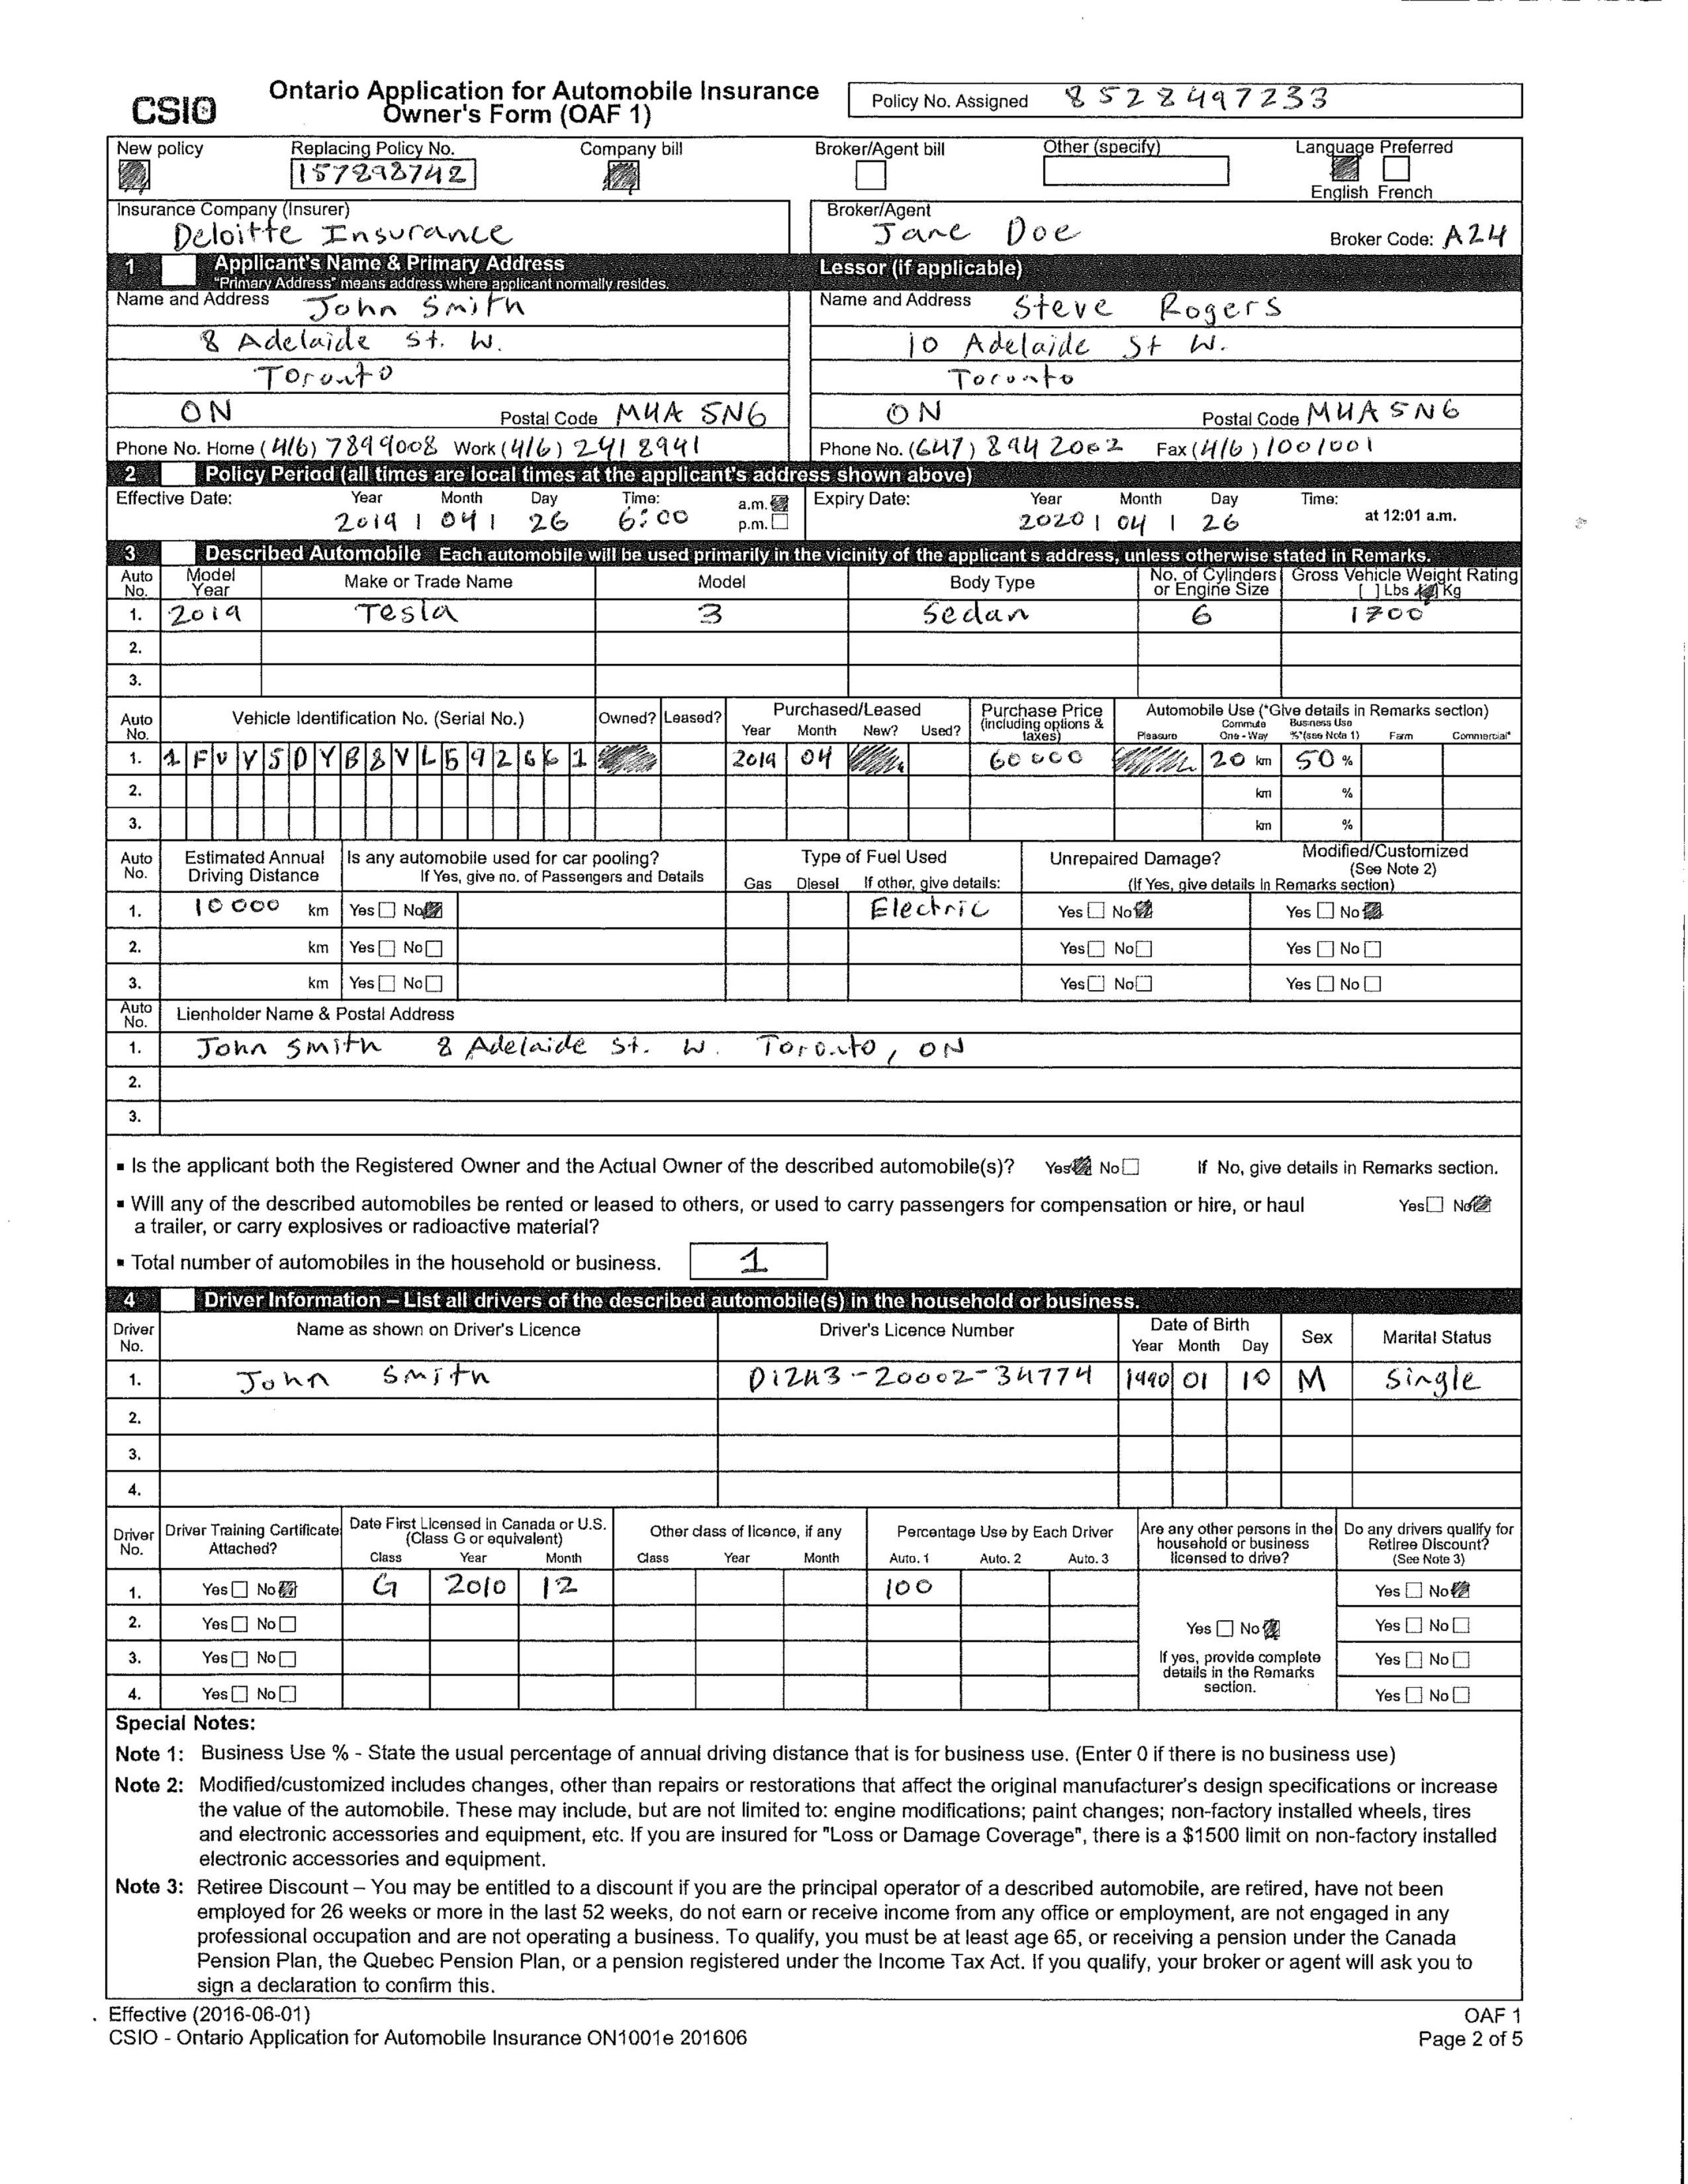 CSIO
Ontario Application for Automobile Insurance
Owner's Form (OAF 1)
Policy No. Assigned 8528497233
New policy Replacing Policy No. Company bill Broker/Agent bill Other (specify) Language Preferred
157298742
English French
Insurance Company (Insurer) Broker/Agent
Deloitte Insurance Jane Doe Broker Code: A24
1 Applicant's Name & Primary Address Lessor (if applicable)
"Primary Address" means address where applicant normally resides.
Name and Address John Smith Name and Address Steve Rogers
8 Adelaide St. W. 10 Adelaide St W.
Toronto Toronto
ON Postal Code M4A 5N6 ON Postal Code M4A 5N6
Phone No. Home (416) 7899008 Work (416) 2418941 Phone No. (647) 8942002 Fax (416) 1001001
2 Policy Period (all times are local times at the applicant's address shown above)
Effective Date: Year Month Day Time: a.m. Expiry Date: Year Month Day Time:
2019 04 26 6:00 p.m. 2020 04 26 at 12:01 a.m.
3 Described Automobile Each automobile will be used primarily in the vicinity of the applicant s address, unless otherwise stated in Remarks.
Auto No. Model Year Make or Trade Name Model Body Type No. of Cylinders or Engine Size Gross Vehicle Weight Rating [ ] Lbs Kg
1. 2019 Tesla 3 Sedan 6 1700
2.
3.
Auto No. Vehicle Identification No. (Serial No.) Owned? Leased? Purchased/Leased Year Month New? Used? Purchase Price (including options & taxes) Automobile Use (*Give details in Remarks section) Pleasure Commute One - Way Business Use %*(see Note 1) Farm Commercial*
1. 1FUVSDYB8VL592661 2019 04 60000 20 km 50 %
2. km %
3. km %
Auto No. Estimated Annual Driving Distance Is any automobile used for car pooling? If Yes, give no. of Passengers and Details Type of Fuel Used Gas Diesel If other, give details: Unrepaired Damage? Modified/Customized (See Note 2) (If Yes, give details in Remarks section)
1. 10000 km Yes No Electric Yes No Yes No
2. km Yes No Yes No Yes No
3. km Yes No Yes No Yes No
Auto No. Lienholder Name & Postal Address
1. John Smith 8 Adelaide St. W. Toronto, ON
2.
3.
▪ Is the applicant both the Registered Owner and the Actual Owner of the described automobile(s)? Yes No If No, give details in Remarks section.
▪ Will any of the described automobiles be rented or leased to others, or used to carry passengers for compensation or hire, or haul Yes No
a trailer, or carry explosives or radioactive material?
▪ Total number of automobiles in the household or business. 1
4 Driver Information – List all drivers of the described automobile(s) in the household or business.
Driver No. Name as shown on Driver's Licence Driver's Licence Number Date of Birth Year Month Day Sex Marital Status
1. John Smith D1243-20002-34774 1990 01 10 M Single
2.
3.
4.
Driver No. Driver Training Certificate Attached? Date First Licensed in Canada or U.S. (Class G or equivalent) Class Year Month Other class of licence, if any Class Year Month Percentage Use by Each Driver Auto. 1 Auto. 2 Auto. 3 Are any other persons in the household or business licensed to drive? Do any drivers qualify for Retiree Discount? (See Note 3)
1. Yes No G 2010 12 100 Yes No
2. Yes No Yes No Yes No
3. Yes No If yes, provide complete details in the Remarks section. Yes No
4. Yes No Yes No
Special Notes:
Note 1: Business Use % - State the usual percentage of annual driving distance that is for business use. (Enter 0 if there is no business use)
Note 2: Modified/customized includes changes, other than repairs or restorations that affect the original manufacturer's design specifications or increase
the value of the automobile. These may include, but are not limited to: engine modifications; paint changes; non-factory installed wheels, tires
and electronic accessories and equipment, etc. If you are insured for "Loss or Damage Coverage", there is a $1500 limit on non-factory installed
electronic accessories and equipment.
Note 3: Retiree Discount – You may be entitled to a discount if you are the principal operator of a described automobile, are retired, have not been
employed for 26 weeks or more in the last 52 weeks, do not earn or receive income from any office or employment, are not engaged in any
professional occupation and are not operating a business. To qualify, you must be at least age 65, or receiving a pension under the Canada
Pension Plan, the Quebec Pension Plan, or a pension registered under the Income Tax Act. If you qualify, your broker or agent will ask you to
sign a declaration to confirm this.
Effective (2016-06-01) OAF 1
CSIO - Ontario Application for Automobile Insurance ON1001e 201606 Page 2 of 5